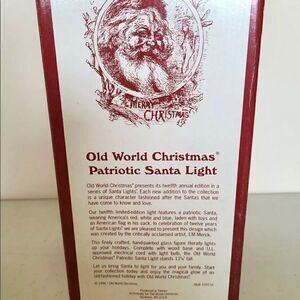 MERRY
CHRISTMAS
Old World Christmas®
Patriotic Santa Light
Old World Christmas® presents its twelfth annual edition in a
series of Santa Lights. Each new addition to the collection
is a unique character fashioned after the Santas that we
have come to know and love.
Our twelfth limited-edition light features a patriotic Santa,
wearing America's red, white and blue, laden with toys and
an American flag in his sack. In celebration of twelve years
of Santa Lights we are pleased to present this design which
was created by the critically acclaimed artist, E.M. Merck.
This finely crafted, hand-painted glass figure literally lights
up your holidays. Complete with wood base and U.L.
approved electrical cord with light bulb, the Old Christmas®
Patriotic Santa Light stands 13½" tall.
Let us bring Santa to light for you and your family. Start
your collection today and enjoy the magical glow of an
old-fashioned holiday with Old World Christmas®.
Old World Christmas